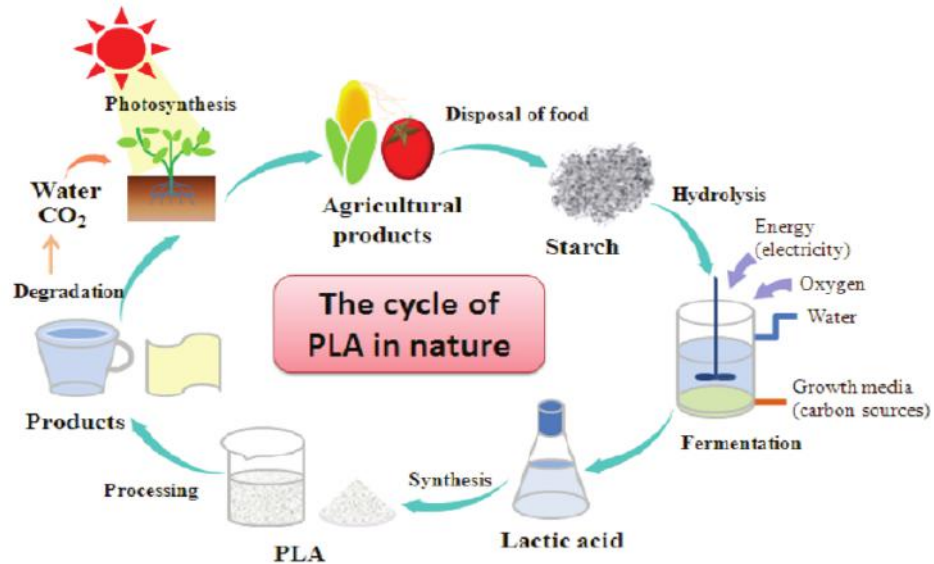 Photosynthesis
Water
CO2
Degradation
Products
Processing
PLA
Synthesis
Lactic acid
Fermentation
Growth media
(carbon sources)
Water
Oxygen
Energy
(electricity)
Hydrolysis
Starch
Disposal of food
Agricultural
products
The cycle of
PLA in nature